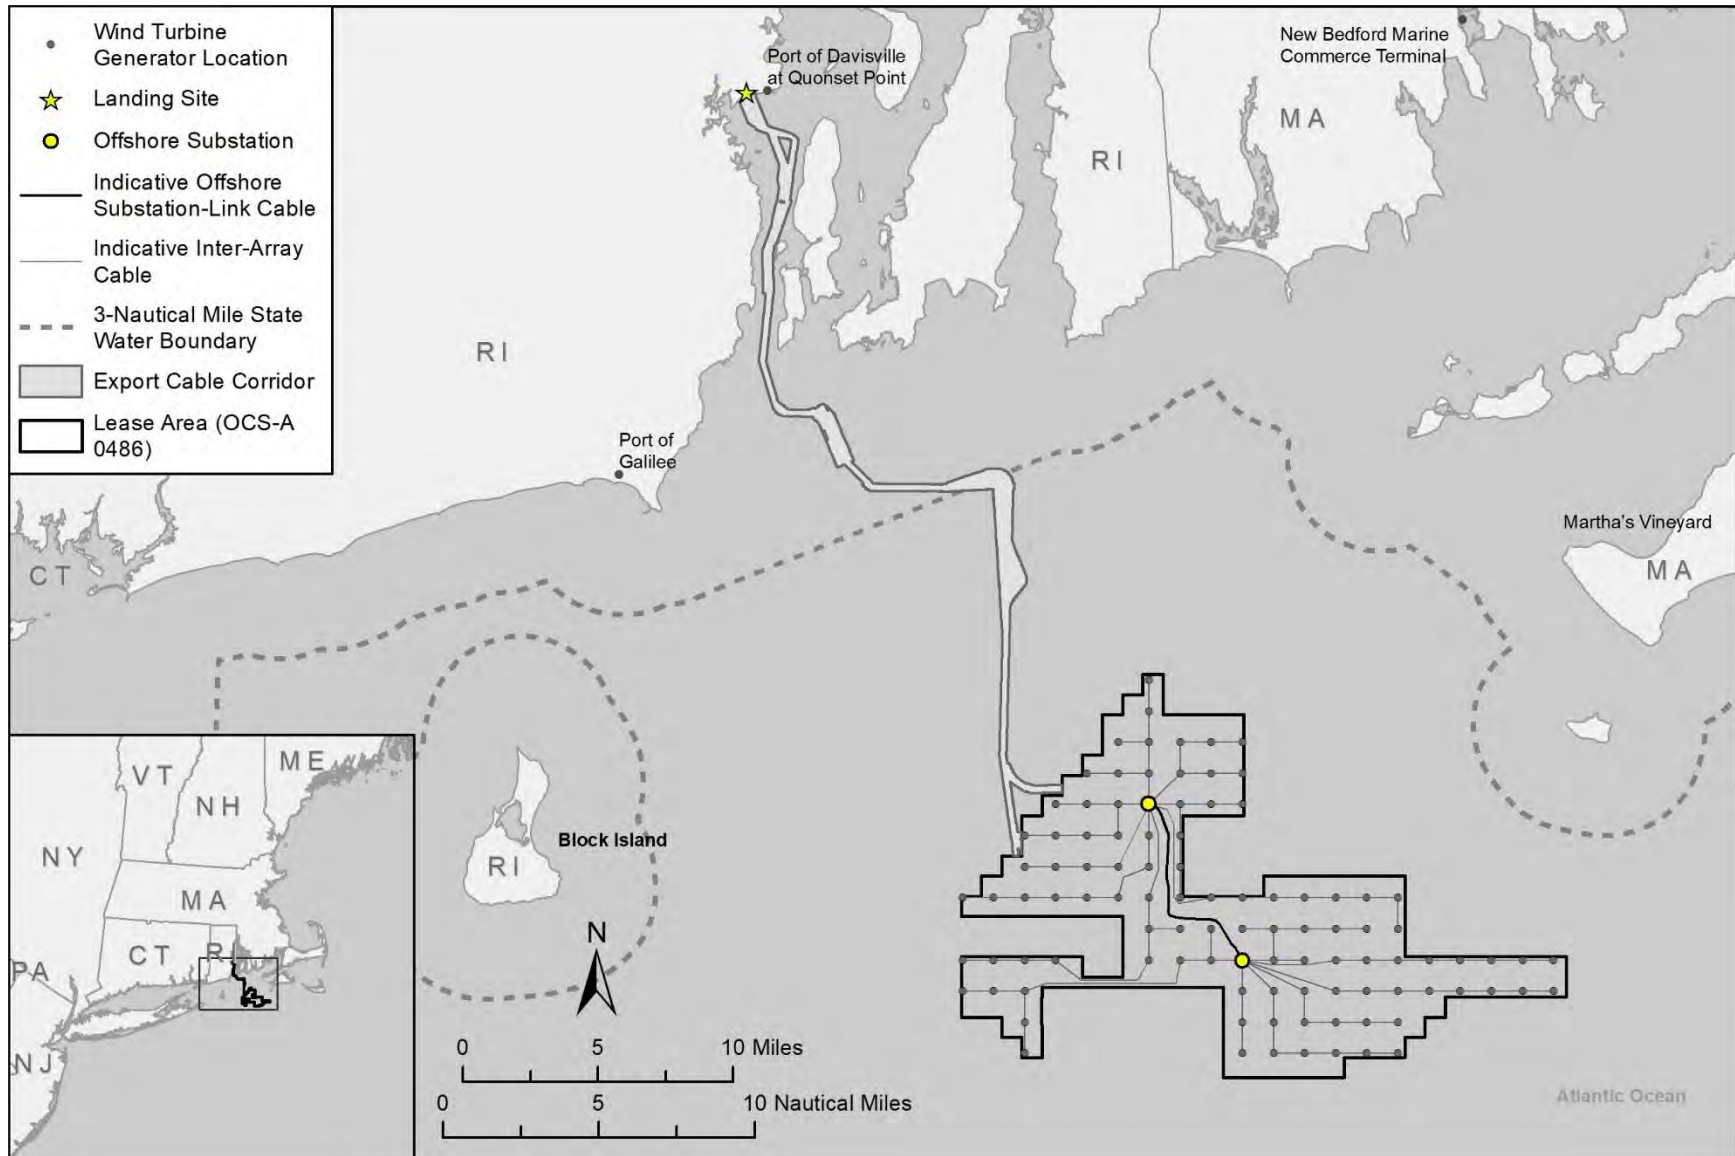 Wind Turbine
Generator Location
Landing Site
Offshore Substation
Indicative Offshore
Substation-Link Cable
Indicative Inter-Array
Cable
3-Nautical Mile State
Water Boundary
Export Cable Corridor
Lease Area (OCS-A
0486)
Port of Davisville
at Quonset Point
New Bedford Marine
Commerce Terminal
MA
RI
RI
Port of
Galilee
Martha's Vineyard
MA
CT
Block Island
RI
VT
ME
NH
NY
MA
CT
RI
PA
NJ
N
0 5 10 Miles
0 5 10 Nautical Miles
Atlantic Ocean